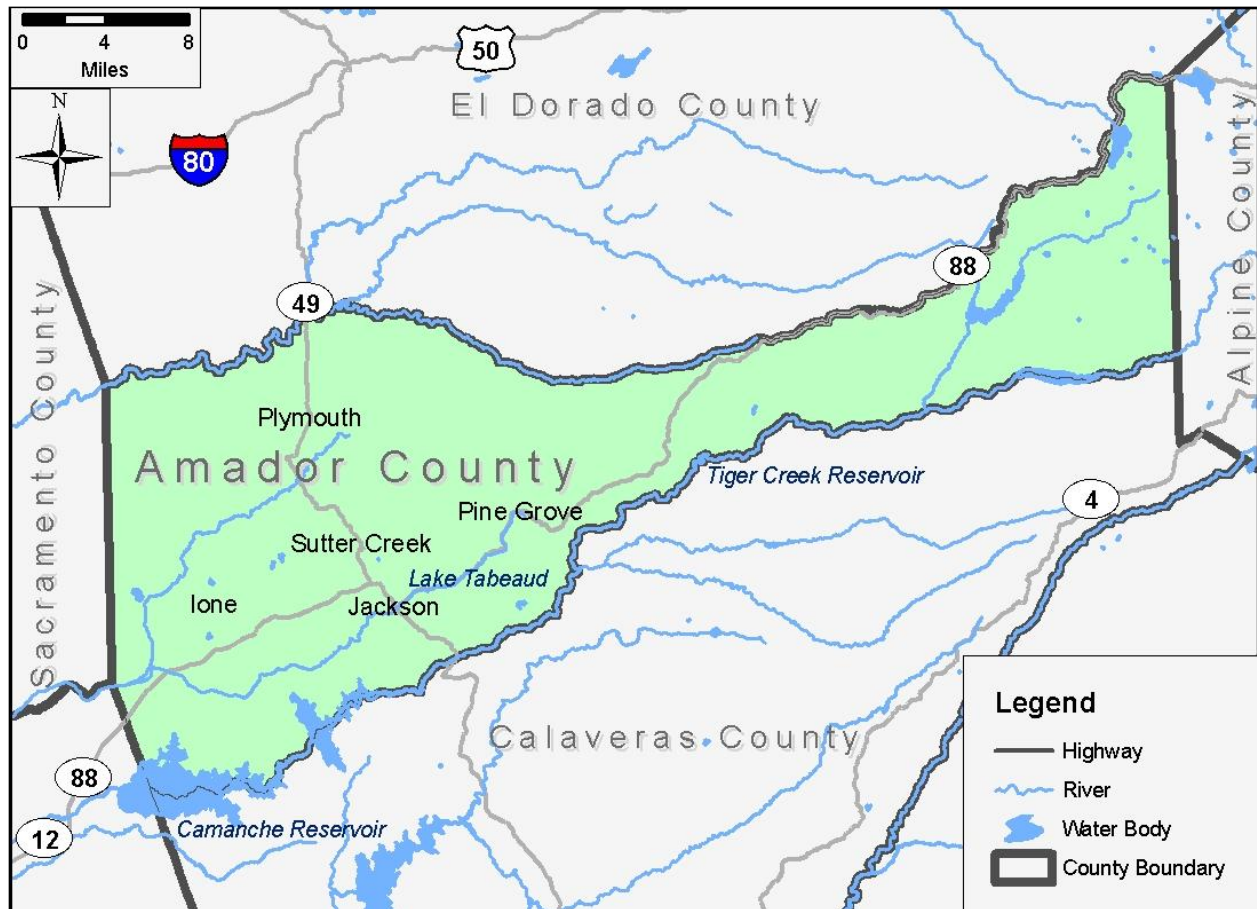 0 4 8
Miles
N
50
El Dorado County
80
Alpine County
88
49
Sacramento County
Plymouth
Amador County
Tiger Creek Reservoir
4
Pine Grove
Sutter Creek
Lake Tabeaud
Ione
Jackson
Calaveras County
88
Camanche Reservoir
12
Legend
Highway
River
Water Body
County Boundary